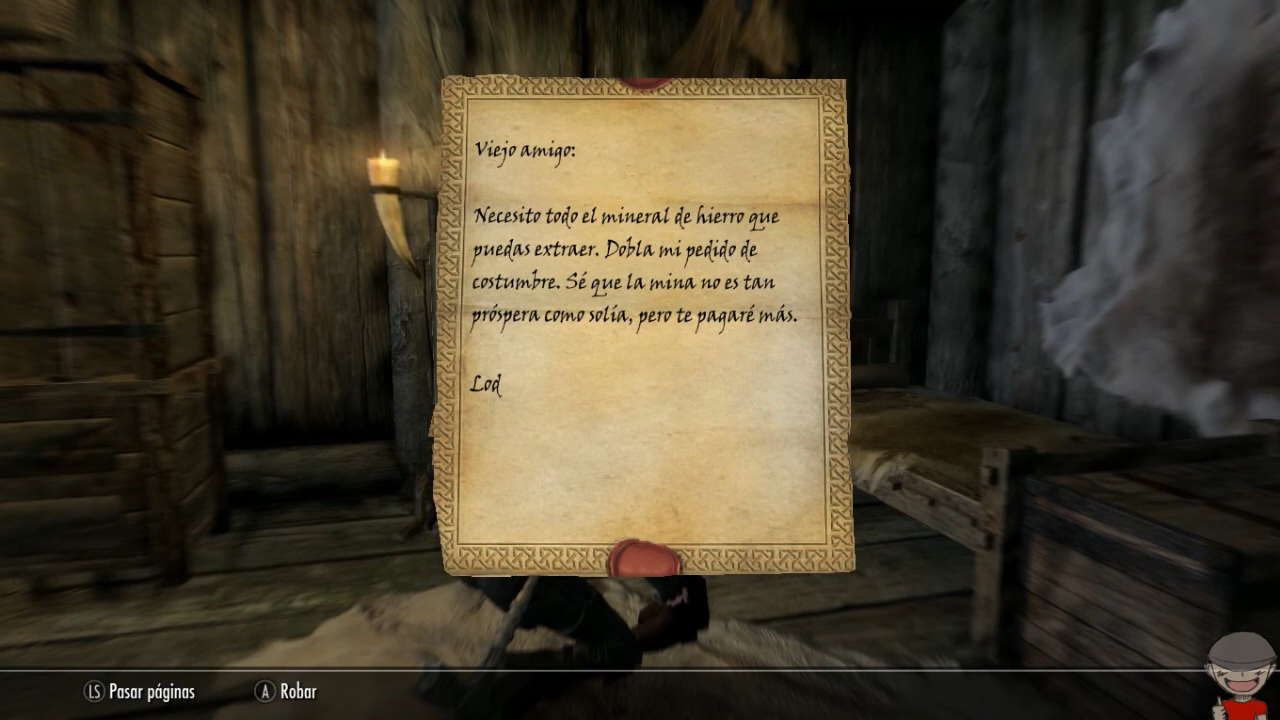 Viejo amigo:
Necesito todo el mineral de hierro que
puedas extraer. Dobla mi pedido de
costumbre. Sé que la mina no es tan
próspera como solía, pero te pagaré más.
Lod
LS Pasar páginas
A Robar